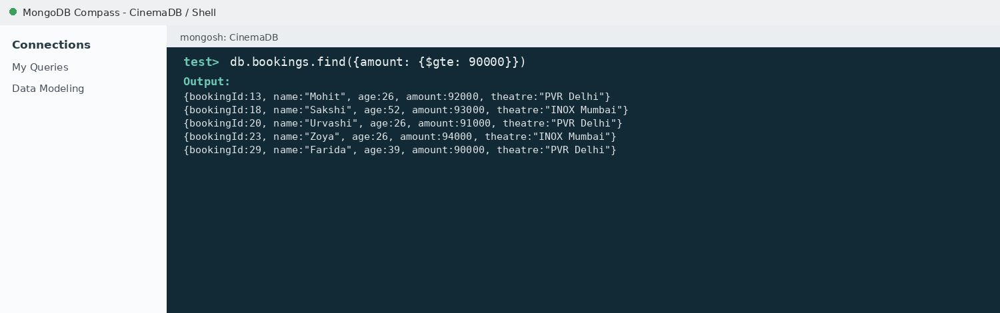 MongoDB Compass - CinemaDB / Shell
Connections
My Queries
Data Modeling
mongosh: CinemaDB
test> db.bookings.find({amount: {$gte: 90000}})
Output:
{bookingId:13, name:"Mohit", age:26, amount:92000, theatre:"PVR Delhi"}
{bookingId:18, name:"Sakshi", age:52, amount:93000, theatre:"INOX Mumbai"}
{bookingId:20, name:"Urvashi", age:26, amount:91000, theatre:"PVR Delhi"}
{bookingId:23, name:"Zoya", age:26, amount:94000, theatre:"INOX Mumbai"}
{bookingId:29, name:"Farida", age:39, amount:90000, theatre:"PVR Delhi"}